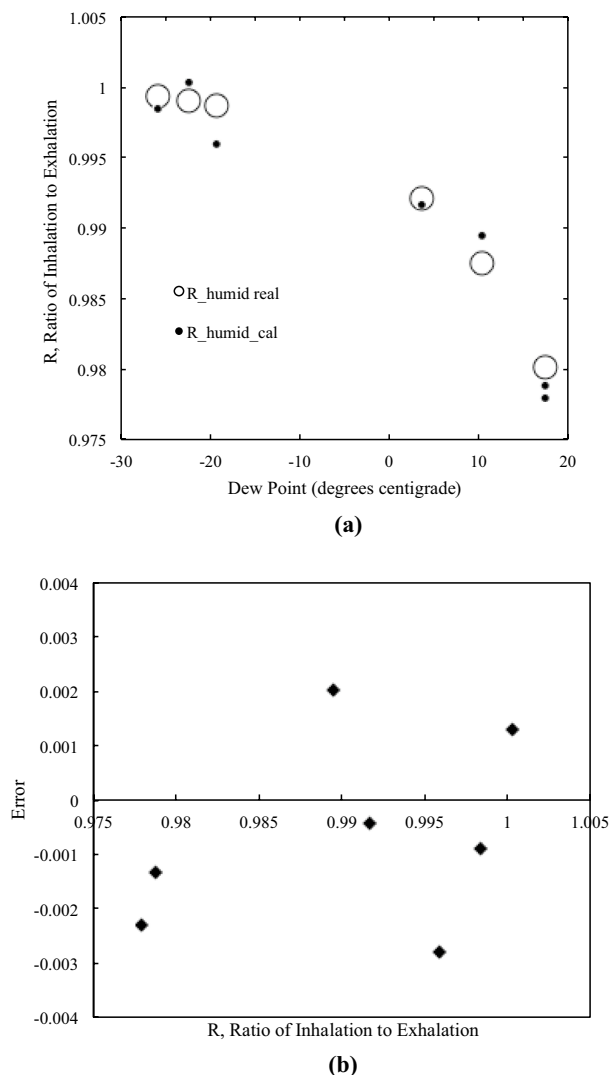 1.005
1
0.995
0.99
0.985
0.98
0.975
R, Ratio of Inhalation to Exhalation
R_humid real
R_humid_cal
-30 -20 -10 0 10 20
Dew Point (degrees centigrade)
(a)
0.004
0.003
0.002
0.001
0
-0.001
-0.002
-0.003
-0.004
Error
0.975 0.98 0.985 0.99 0.995 1 1.005
R, Ratio of Inhalation to Exhalation
(b)